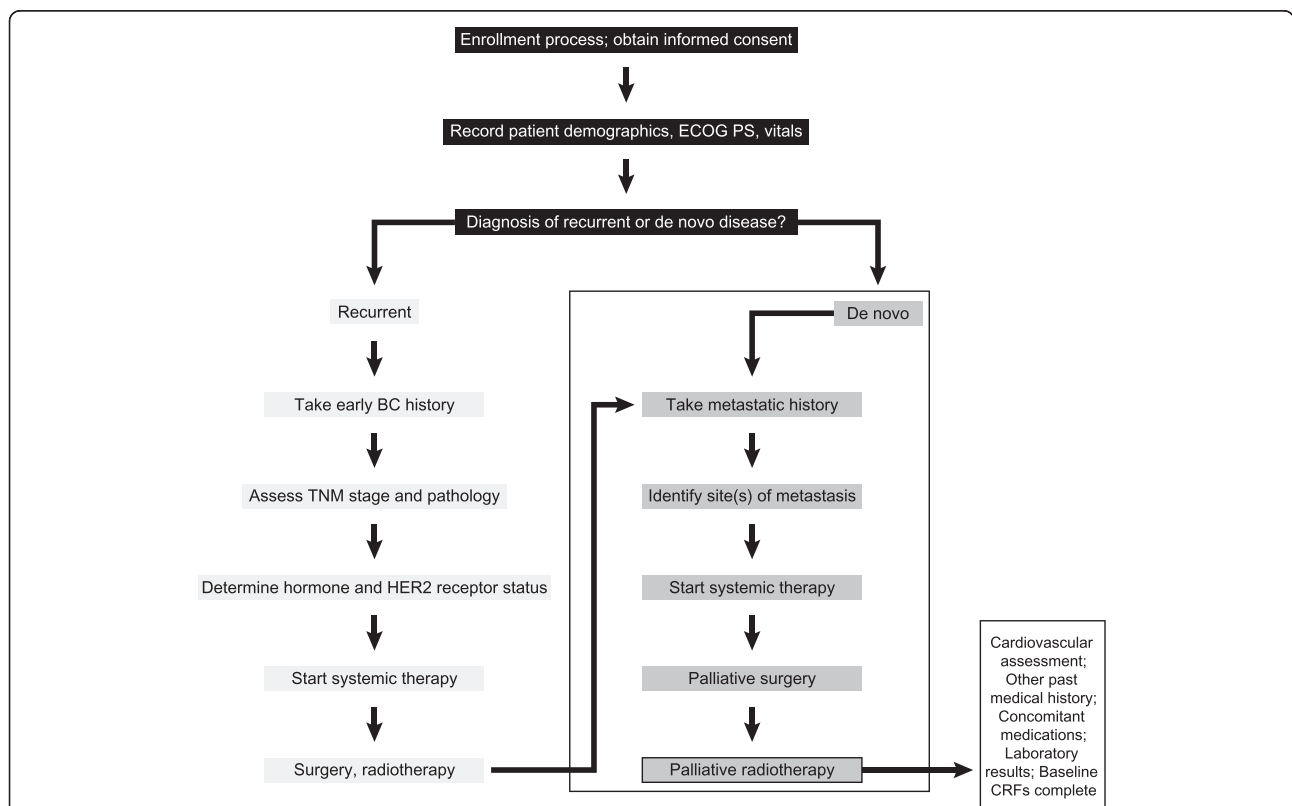 Enrollment process; obtain informed consent
Record patient demographics, ECOG PS, vitals
Diagnosis of recurrent or de novo disease?
Recurrent
Take early BC history
Assess TNM stage and pathology
Determine hormone and HER2 receptor status
Start systemic therapy
Surgery, radiotherapy
De novo
Take metastatic history
Identify site(s) of metastasis
Start systemic therapy
Palliative surgery
Palliative radiotherapy
Cardiovascular
assessment;
Other past
medical history;
Concomitant
medications;
Laboratory
results; Baseline
CRFs complete